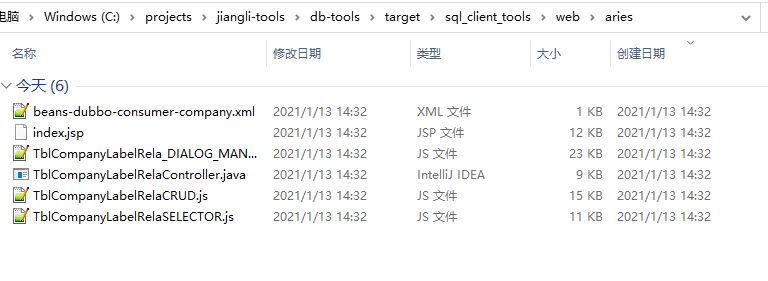 电脑 Windows (C:) projects jiangli-tools db-tools target sql_client_tools web aries
名称 修改日期 类型 大小 创建日期
今天 (6)
beans-dubbo-consumer-company.xml 2021/1/13 14:32 XML 文件 1 KB 2021/1/13 14:32
index.jsp 2021/1/13 14:32 JSP 文件 12 KB 2021/1/13 14:32
TblCompanyLabelRela_DIALOG_MAN... 2021/1/13 14:32 JS 文件 23 KB 2021/1/13 14:32
TblCompanyLabelRelaController.java 2021/1/13 14:32 IntelliJ IDEA 9 KB 2021/1/13 14:32
TblCompanyLabelRelaCRUD.js 2021/1/13 14:32 JS 文件 15 KB 2021/1/13 14:32
TblCompanyLabelRelaSELECTOR.js 2021/1/13 14:32 JS 文件 11 KB 2021/1/13 14:32